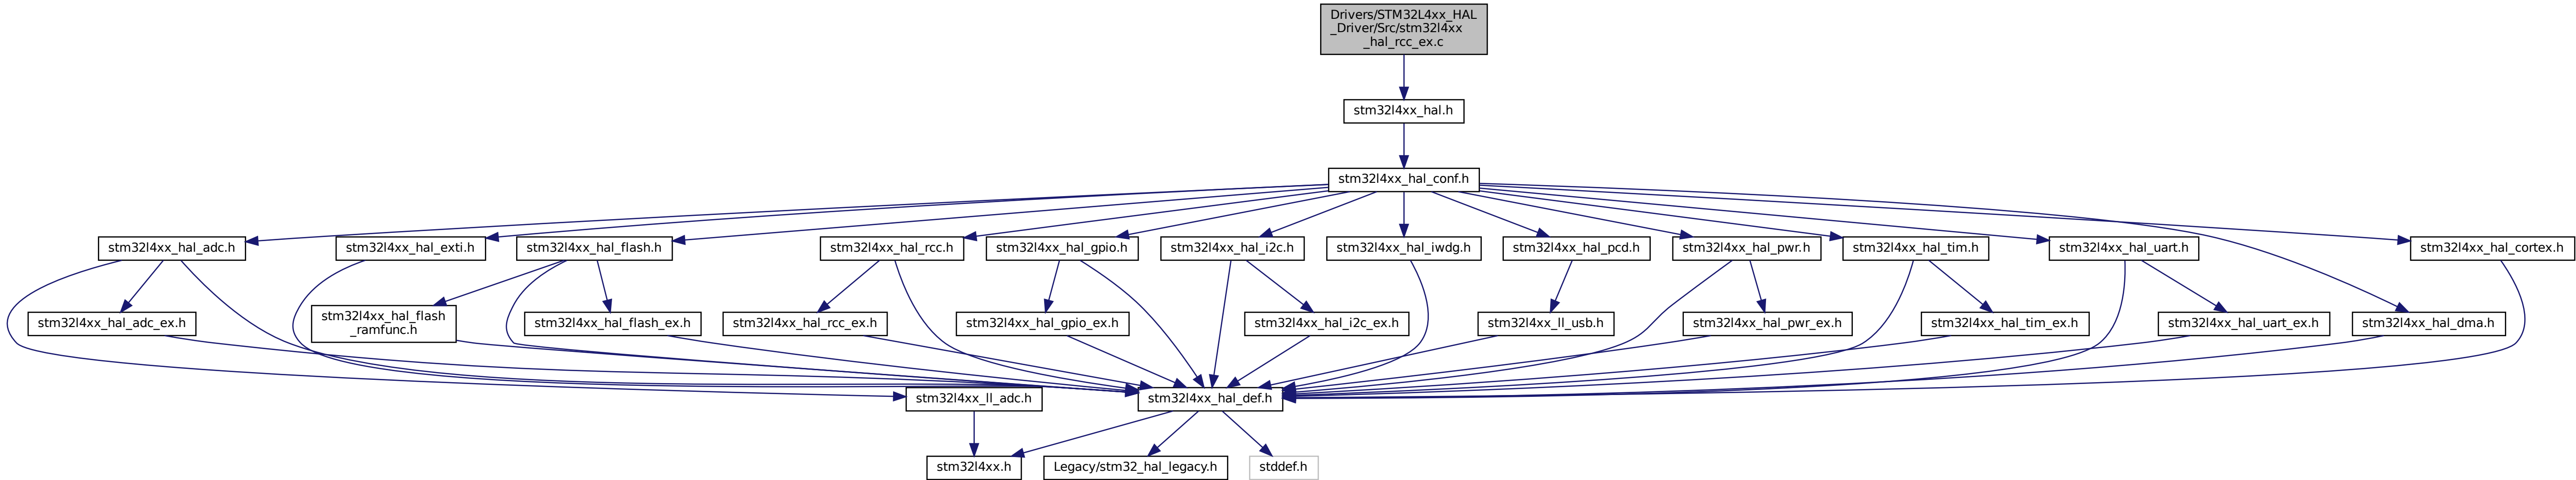 Drivers/STM32L4xx_HAL
_Driver/Src/stm32l4xx
_hal_rcc_ex.c
stm32l4xx_hal.h
stm32l4xx_hal_conf.h
stm32l4xx_hal_adc.h
stm32l4xx_hal_exti.h
stm32l4xx_hal_flash.h
stm32l4xx_hal_rcc.h
stm32l4xx_hal_gpio.h
stm32l4xx_hal_i2c.h
stm32l4xx_hal_iwdg.h
stm32l4xx_hal_pcd.h
stm32l4xx_hal_pwr.h
stm32l4xx_hal_tim.h
stm32l4xx_hal_uart.h
stm32l4xx_hal_cortex.h
stm32l4xx_hal_adc_ex.h
stm32l4xx_hal_flash
_ramfunc.h
stm32l4xx_hal_flash_ex.h
stm32l4xx_hal_rcc_ex.h
stm32l4xx_hal_gpio_ex.h
stm32l4xx_hal_i2c_ex.h
stm32l4xx_ll_usb.h
stm32l4xx_hal_pwr_ex.h
stm32l4xx_hal_tim_ex.h
stm32l4xx_hal_uart_ex.h
stm32l4xx_hal_dma.h
stm32l4xx_ll_adc.h
stm32l4xx_hal_def.h
stm32l4xx.h
Legacy/stm32_hal_legacy.h
stddef.h